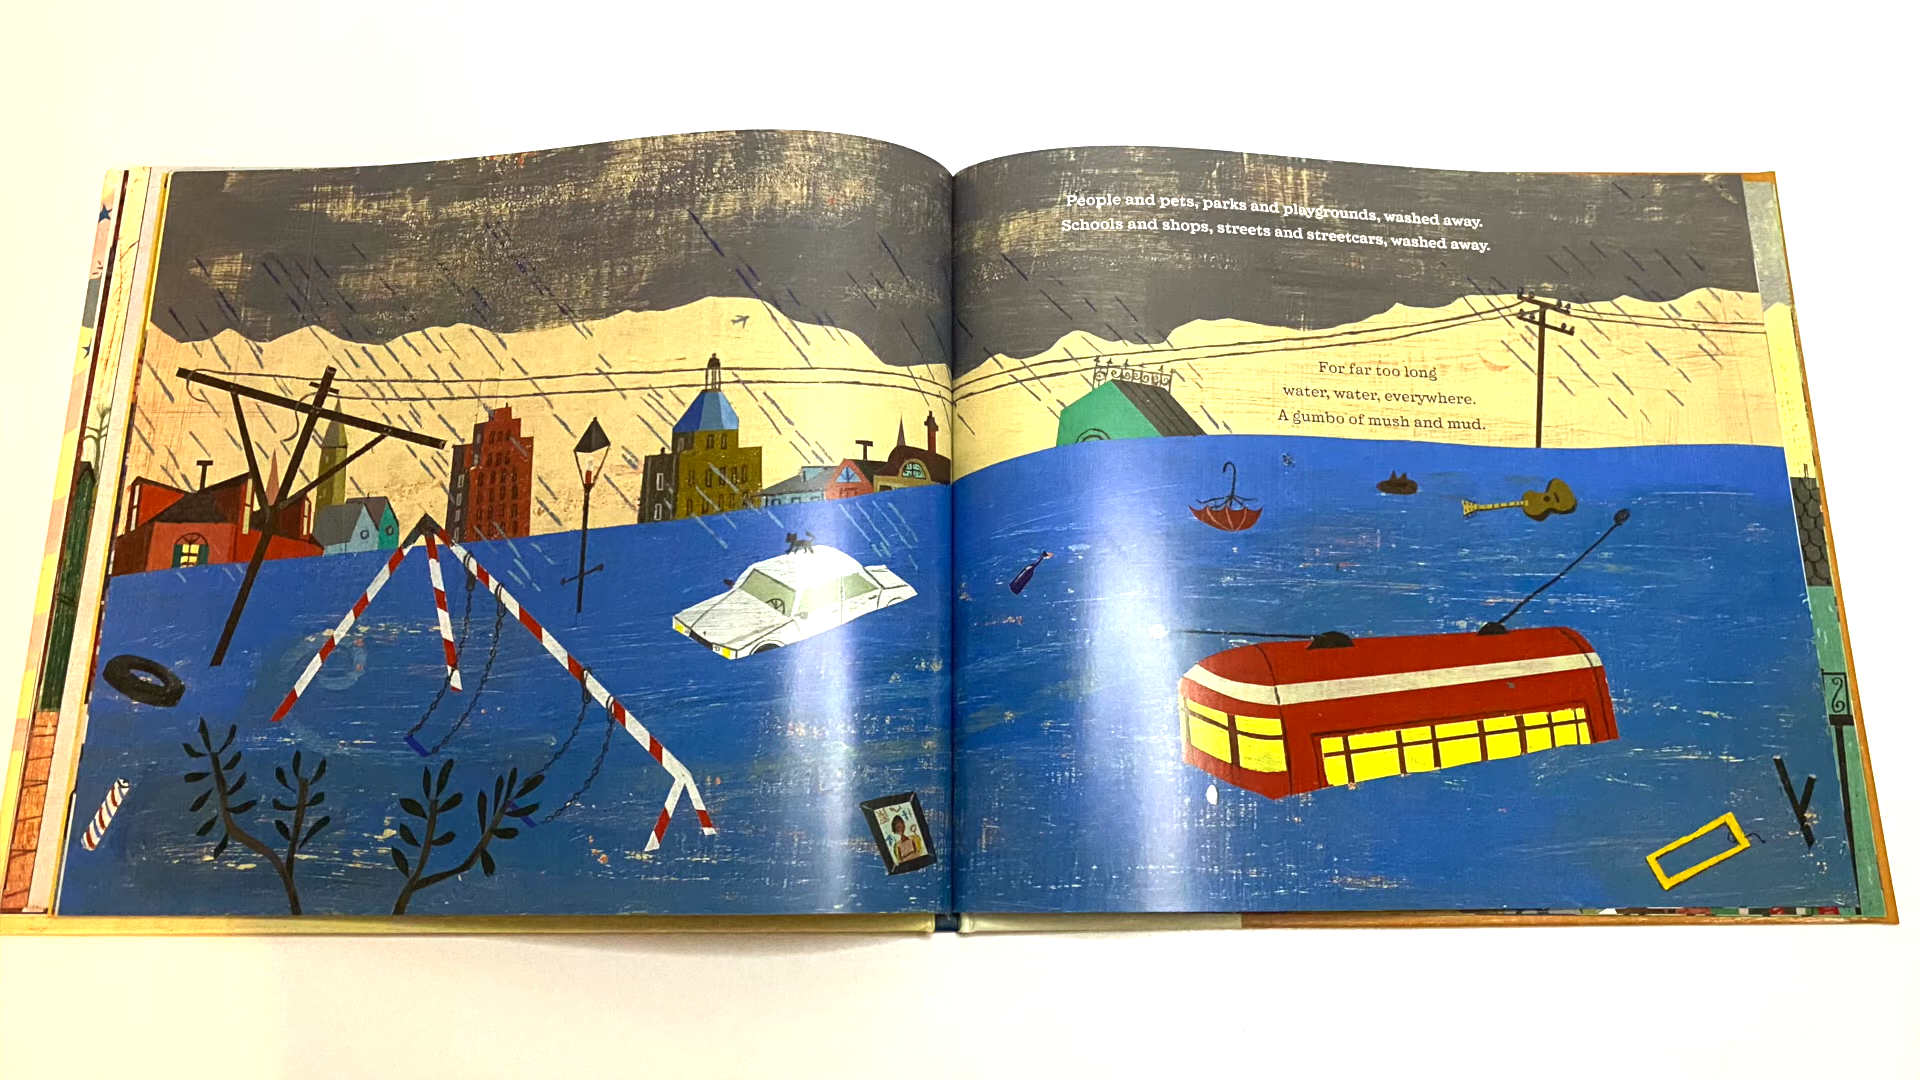 People and pets, parks and playgrounds, washed away.
Schools and shops, streets and streetcars, washed away.
For far too long
water, water, everywhere.
A gumbo of mush and mud.